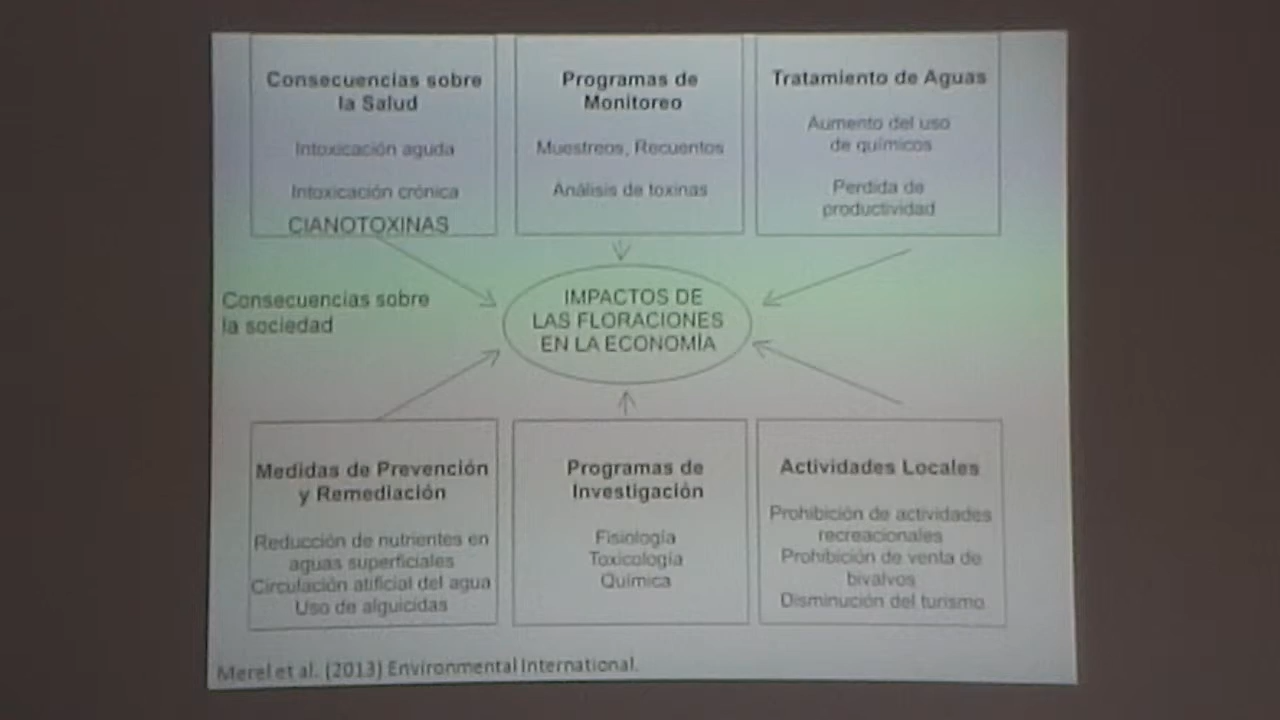 Consecuencias sobre
la Salud
Intoxicación aguda
Intoxicación crónica
CIANOTOXINAS
Programas de
Monitoreo
Muestreos, Recuentos
Análisis de toxinas
Tratamiento de Aguas
Aumento del uso
de químicos
Perdida de
productividad
Consecuencias sobre
la sociedad
IMPACTOS DE
LAS FLORACIONES
EN LA ECONOMÍA
Medidas de Prevención
y Remediación
Reducción de nutrientes en
aguas superficiales
Circulación atificial del agua
Uso de alguicidas
Programas de
Investigación
Fisiología
Toxicología
Química
Actividades Locales
Prohibición de actividades
recreacionales
Prohibición de venta de
bivalvos
Disminución del turismo
Merel et al. (2013) Environmental International.